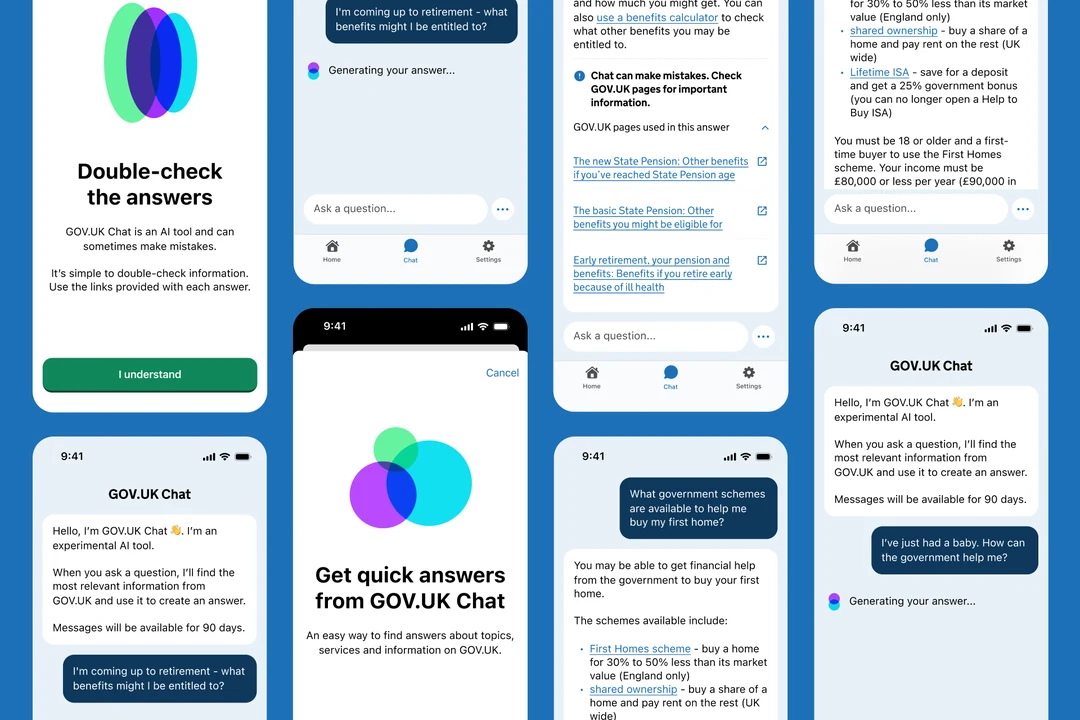 Double-check
the answers
GOV.UK Chat is an AI tool and can
sometimes make mistakes.
It's simple to double-check information.
Use the links provided with each answer.
I understand
9:41
GOV.UK Chat
Hello, I'm GOV.UK Chat 👋. I'm an
experimental AI tool.
When you ask a question, I'll find the
most relevant information from
GOV.UK and use it to create an answer.
Messages will be available for 90 days.
I'm coming up to retirement - what
benefits might I be entitled to?
I'm coming up to retirement - what
benefits might I be entitled to?
Generating your answer...
Ask a question...
Home
Chat
Settings
9:41
Cancel
Get quick answers
from GOV.UK Chat
An easy way to find answers about topics,
services and information on GOV.UK.
and how much you might get. You can
also use a benefits calculator to check
what other benefits you may be
entitled to.
Chat can make mistakes. Check
GOV.UK pages for important
information.
GOV.UK pages used in this answer
The new State Pension: Other benefits
if you've reached State Pension age
The basic State Pension: Other
benefits you might be eligible for
Early retirement, your pension and
benefits: Benefits if you retire early
because of ill health
Ask a question...
Home
Chat
Settings
9:41
What government schemes
are available to help me
buy my first home?
You may be able to get financial help
from the government to buy your first
home.
The schemes available include:
• First Homes scheme - buy a home
for 30% to 50% less than its market
value (England only)
• shared ownership - buy a share of a
home and pay rent on the rest (UK
wide)
for 30% to 50% less than its market
value (England only)
• shared ownership - buy a share of a
home and pay rent on the rest (UK
wide)
• Lifetime ISA - save for a deposit
and get a 25% government bonus
(you can no longer open a Help to
Buy ISA)
You must be 18 or older and a first-
time buyer to use the First Homes
scheme. Your income must be
£80,000 or less per year (£90,000 in
Ask a question...
Home
Chat
Settings
9:41
GOV.UK Chat
Hello, I'm GOV.UK Chat 👋. I'm an
experimental AI tool.
When you ask a question, I'll find the
most relevant information from
GOV.UK and use it to create an answer.
Messages will be available for 90 days.
I've just had a baby. How can
the government help me?
Generating your answer...